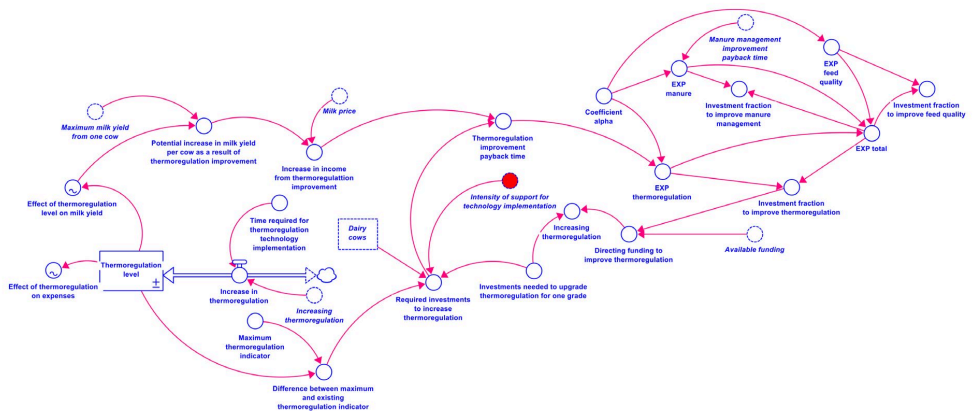 Manure management
improvement
payback time
EXP
feed
quality
EXP
manure
Coefficient
alpha
Investment fraction
to improve manure
management
Investment fraction
to improve feed quality
EXP total
Milk price
Maximum milk yield
from one cow
Potential increase in milk yield
per cow as a result of
thermoregulation improvement
Increase in income
from thermoregulatiion
improvement
Thermoregulation
improvement
payback time
EXP
thermoregulation
Investment fraction
to improve thermoregulation
Effect of thermoregulation
level on milk yield
Intensity of support for
technology implementation
Time required for
thermoregulation
technology
implementation
Dairy
cows
Increasing
thermoregulation
Directing funding to
improve thermoregulation
Available funding
Thermoregulation
level
±
Effect of thermoregulation
on expenses
Increase in
thermoregulation
Increasing
thermoregulation
Required investments
to increase
thermoregulation
Investments needed to upgrade
thermoregulation for one grade
Maximum
thermoregulation
indicator
Difference between maximum
and existing
thermoregulation indicator